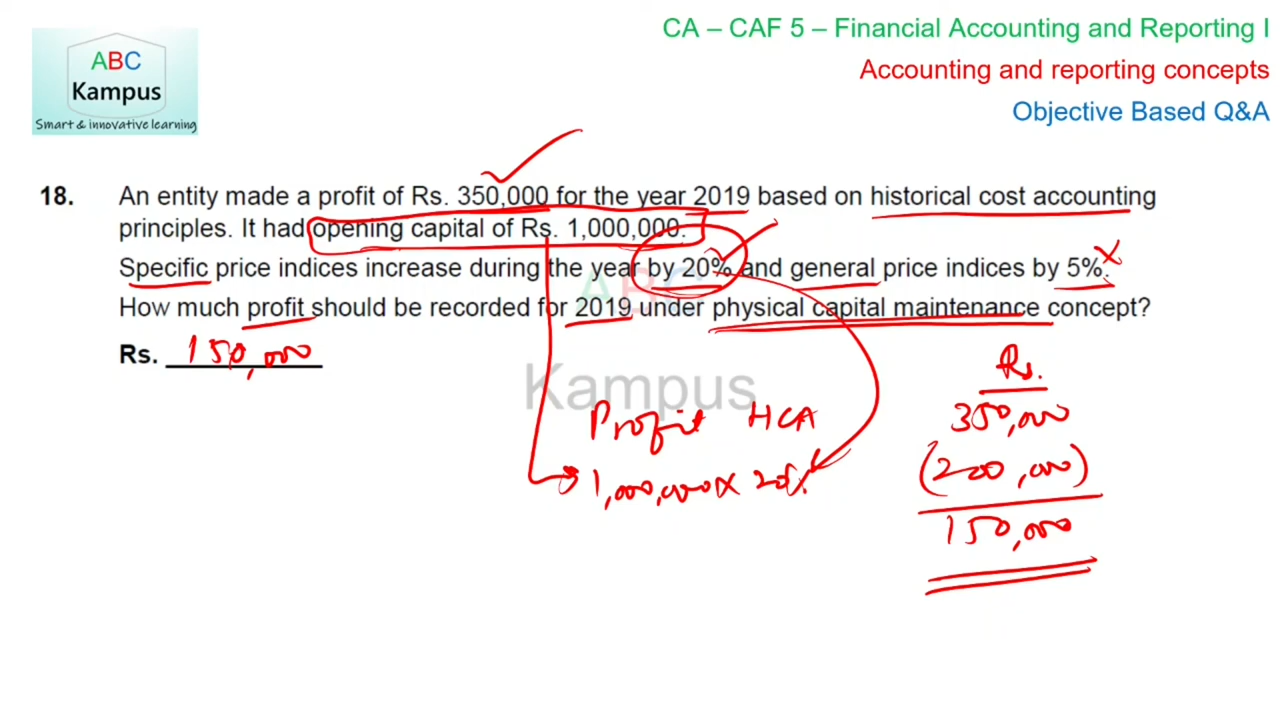 ABC
Kampus
Smart & innovative learning
CA – CAF 5 – Financial Accounting and Reporting I
Accounting and reporting concepts
Objective Based Q&A
18. An entity made a profit of Rs. 350,000 for the year 2019 based on historical cost accounting
principles. It had opening capital of Rs. 1,000,000.
Specific price indices increase during the year by 20% and general price indices by 5%.
How much profit should be recorded for 2019 under physical capital maintenance concept?
Rs. 150,000
ABC
Kampus
Rs.
Profit HCA 350,000
1,000,000 x 20% (200,000)
150,000